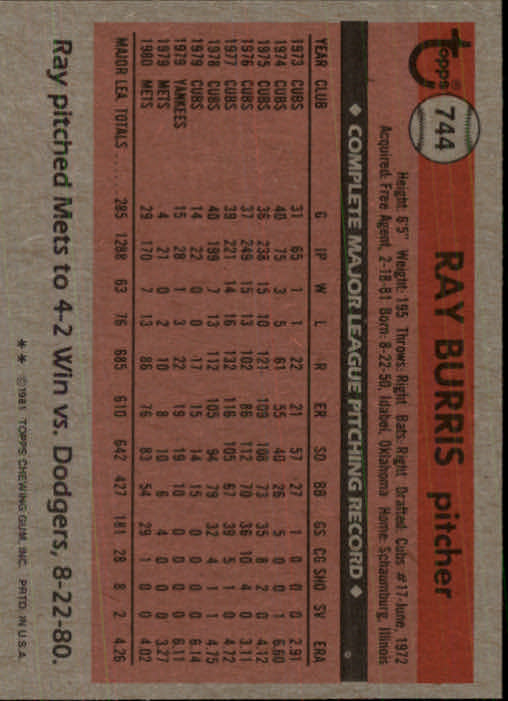 topps®
744
RAY BURRIS pitcher
Height: 6'5" Weight: 195 Throws: Right Bats: Right Drafted: Cubs #17-June, 1972
Acquired: Free Agent, 2-18-81 Born: 8-22-50, Idabel, Oklahoma Home: Schaumburg, Illinois
◆ COMPLETE MAJOR LEAGUE PITCHING RECORD ◆
YEAR CLUB G IP W L R ER SO BB GS CG SHO SV ERA
1973 CUBS 31 65 1 1 22 21 57 27 1 0 0 0 2.91
1974 CUBS 40 75 3 5 61 55 40 26 5 0 0 1 6.60
1975 CUBS 36 238 15 10 121 109 108 73 35 8 2 0 4.12
1976 CUBS 37 249 15 13 102 86 112 70 36 10 4 0 3.11
1977 CUBS 39 221 14 16 132 116 105 67 39 5 1 0 4.72
1978 CUBS 40 199 7 13 112 105 94 79 32 4 1 1 4.75
1979 CUBS 14 22 0 0 17 15 14 15 0 0 0 0 6.14
1979 YANKEES 15 28 1 3 22 19 19 10 0 0 0 0 6.11
1979 METS 4 21 0 2 10 8 10 6 4 0 0 0 3.27
1980 METS 29 170 7 13 86 76 83 54 29 1 0 0 4.02
MAJOR LEA. TOTALS ..... 285 1288 63 76 685 610 642 427 181 28 8 2 4.26
Ray pitched Mets to 4-2 Win vs. Dodgers, 8-22-80.
** ©1981 TOPPS CHEWING GUM, INC. PRTD. IN U.S.A.